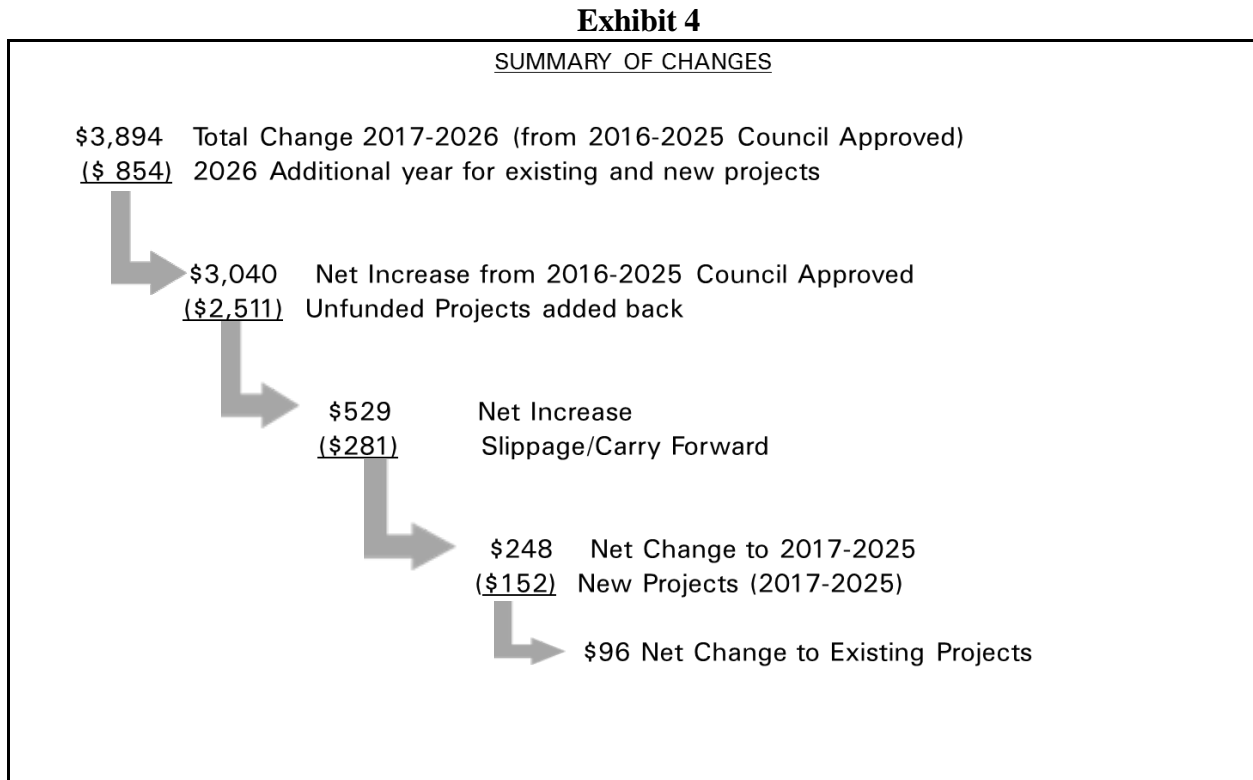 Exhibit 4
SUMMARY OF CHANGES
$3,894 Total Change 2017-2026 (from 2016-2025 Council Approved)
($ 854) 2026 Additional year for existing and new projects
$3,040 Net Increase from 2016-2025 Council Approved
($2,511) Unfunded Projects added back
$529 Net Increase
($281) Slippage/Carry Forward
$248 Net Change to 2017-2025
($152) New Projects (2017-2025)
$96 Net Change to Existing Projects